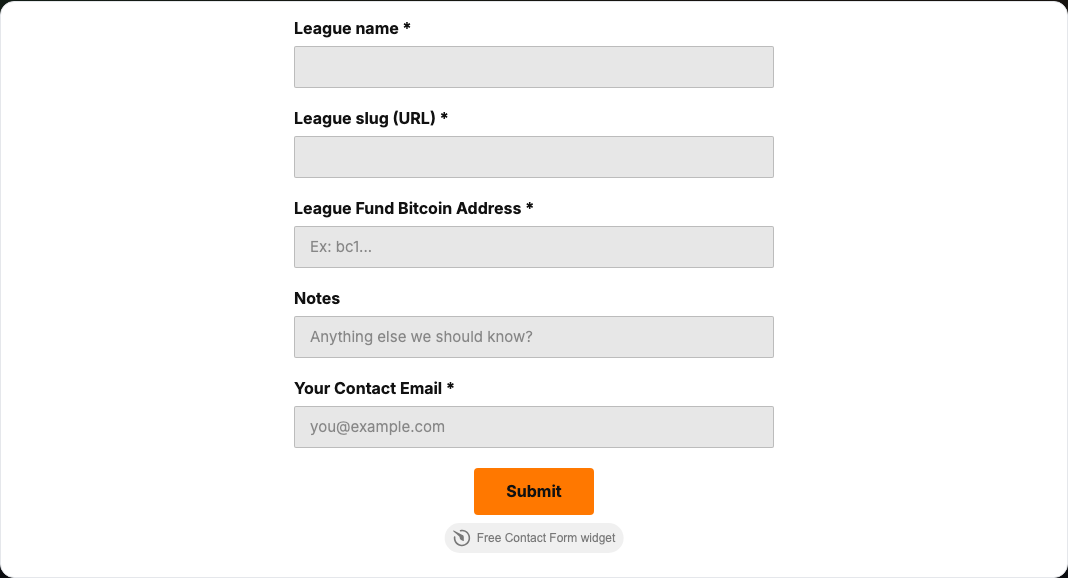 League name *
League slug (URL) *
League Fund Bitcoin Address *
Ex: bc1...
Notes
Anything else we should know?
Your Contact Email *
you@example.com
Submit
Free Contact Form widget